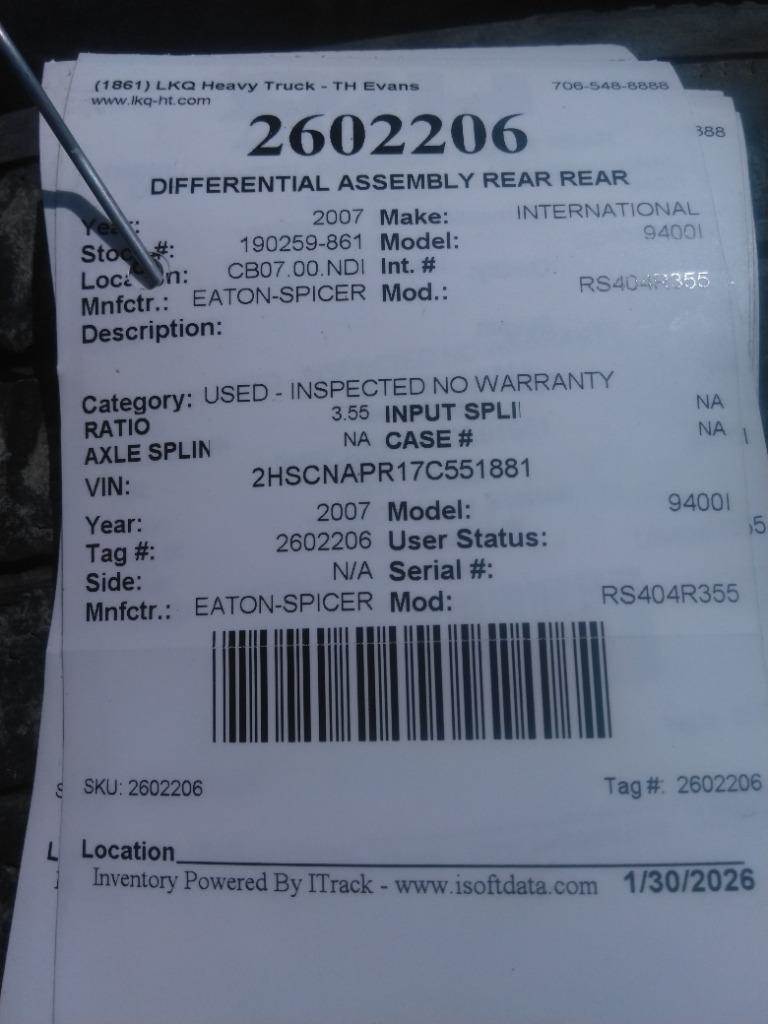 (1861) LKQ Heavy Truck - TH Evans 706-548-8888
www.lkq-ht.com
388
2602206
DIFFERENTIAL ASSEMBLY REAR REAR
2007 Make: INTERNATIONAL
190259-861 Model: 9400I
CB07.00.NDI Int. #
Mnfctr.: EATON-SPICER Mod.: RS404R355
Description:
Category: USED - INSPECTED NO WARRANTY
RATIO 3.55 INPUT SPLI NA
AXLE SPLIN NA CASE # NA
VIN: 2HSCNAPR17C551881
Year: 2007 Model: 9400I
Tag #: 2602206 User Status:
Side: N/A Serial #:
Mnfctr.: EATON-SPICER Mod: RS404R355
SKU: 2602206 Tag #: 2602206
Location
Inventory Powered By ITrack - www.isoftdata.com 1/30/2026